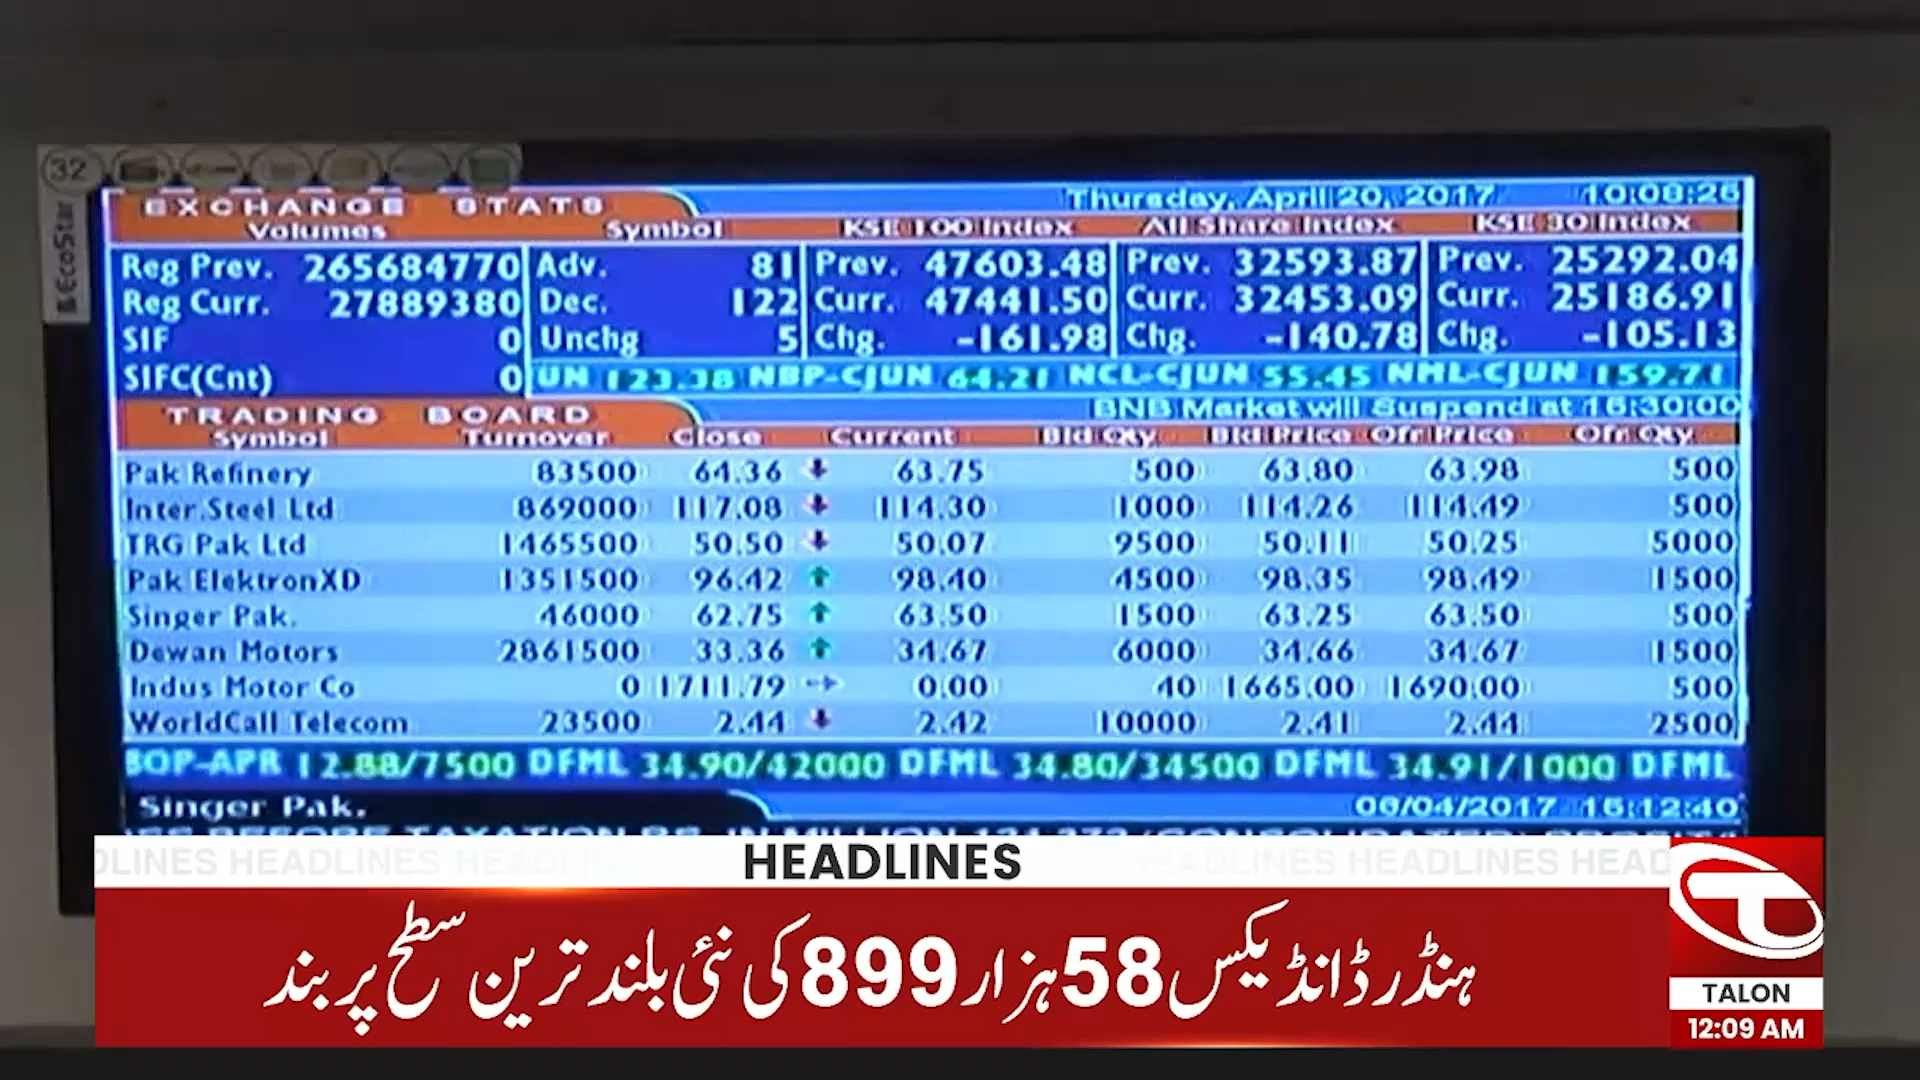 32
EcoStar
EXCHANGE STATS Thursday, April 20, 2017 10:08:26
Volumes Symbol KSE 100 Index All Share Index KSE 30 Index
Reg Prev. 265684770 Adv. 81 Prev. 47603.48 Prev. 32593.87 Prev. 25292.04
Reg Curr. 27889380 Dec. 122 Curr. 47441.50 Curr. 32453.09 Curr. 25186.91
SIF 0 Unchg 5 Chg. -161.98 Chg. -140.78 Chg. -105.13
SIFC(Cnt) 0 UN 123.38 NBP-CJUN 64.21 NCL-CJUN 55.45 NML-CJUN 159.71
TRADING BOARD BNB Market will Suspend at 16:30:00
Symbol Turnover Close Current Bid Qty Bid Price Ofr Price Ofr Qty
Pak Refinery 83500 64.36 63.75 500 63.80 63.98 500
Inter.Steel Ltd 869000 117.08 114.30 1000 114.26 114.49 500
TRG Pak Ltd 1465500 50.50 50.07 9500 50.11 50.25 5000
Pak ElektronXD 1351500 96.42 98.40 4500 98.35 98.49 1500
Singer Pak. 46000 62.75 63.50 1500 63.25 63.50 500
Dewan Motors 2861500 33.36 34.67 6000 34.66 34.67 1500
Indus Motor Co 0 1711.79 0.00 40 1665.00 1690.00 500
WorldCall Telecom 23500 2.44 2.42 10000 2.41 2.44 2500
BOP-APR 12.88/7500 DFML 34.90/42000 DFML 34.80/34500 DFML 34.91/1000 DFML
Singer Pak. 06/04/2017 16:12:40
DLINES HEADLINES HEADLINES HEADLINES HEADLINES HEADLINES HEAD
ہنڈرڈ انڈیکس 58 ہزار 899 کی نئی بلند ترین سطح پر بند
TALON
12:09 AM